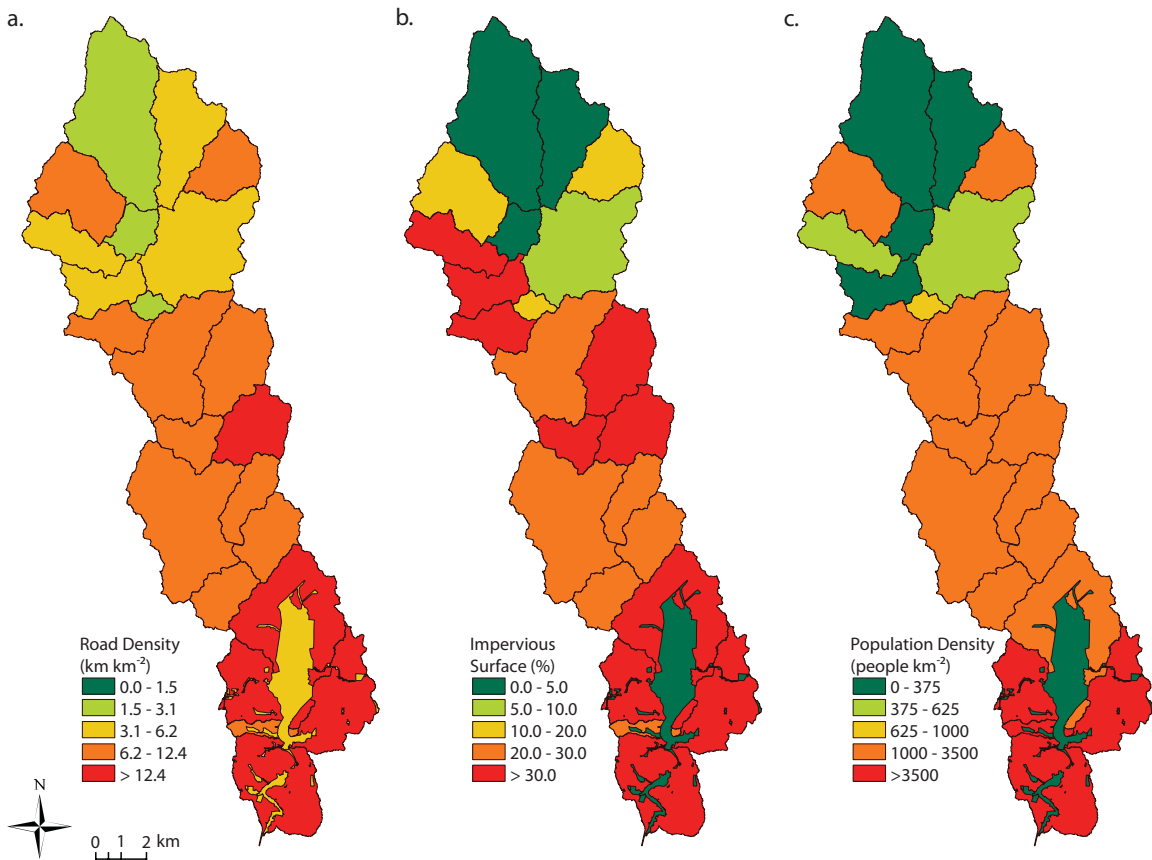 a.
b.
c.
Road Density
(km km⁻²)
0.0 - 1.5
1.5 - 3.1
3.1 - 6.2
6.2 - 12.4
> 12.4
Impervious
Surface (%)
0.0 - 5.0
5.0 - 10.0
10.0 - 20.0
20.0 - 30.0
> 30.0
Population Density
(people km⁻²)
0 - 375
375 - 625
625 - 1000
1000 - 3500
>3500
N
0 1 2 km